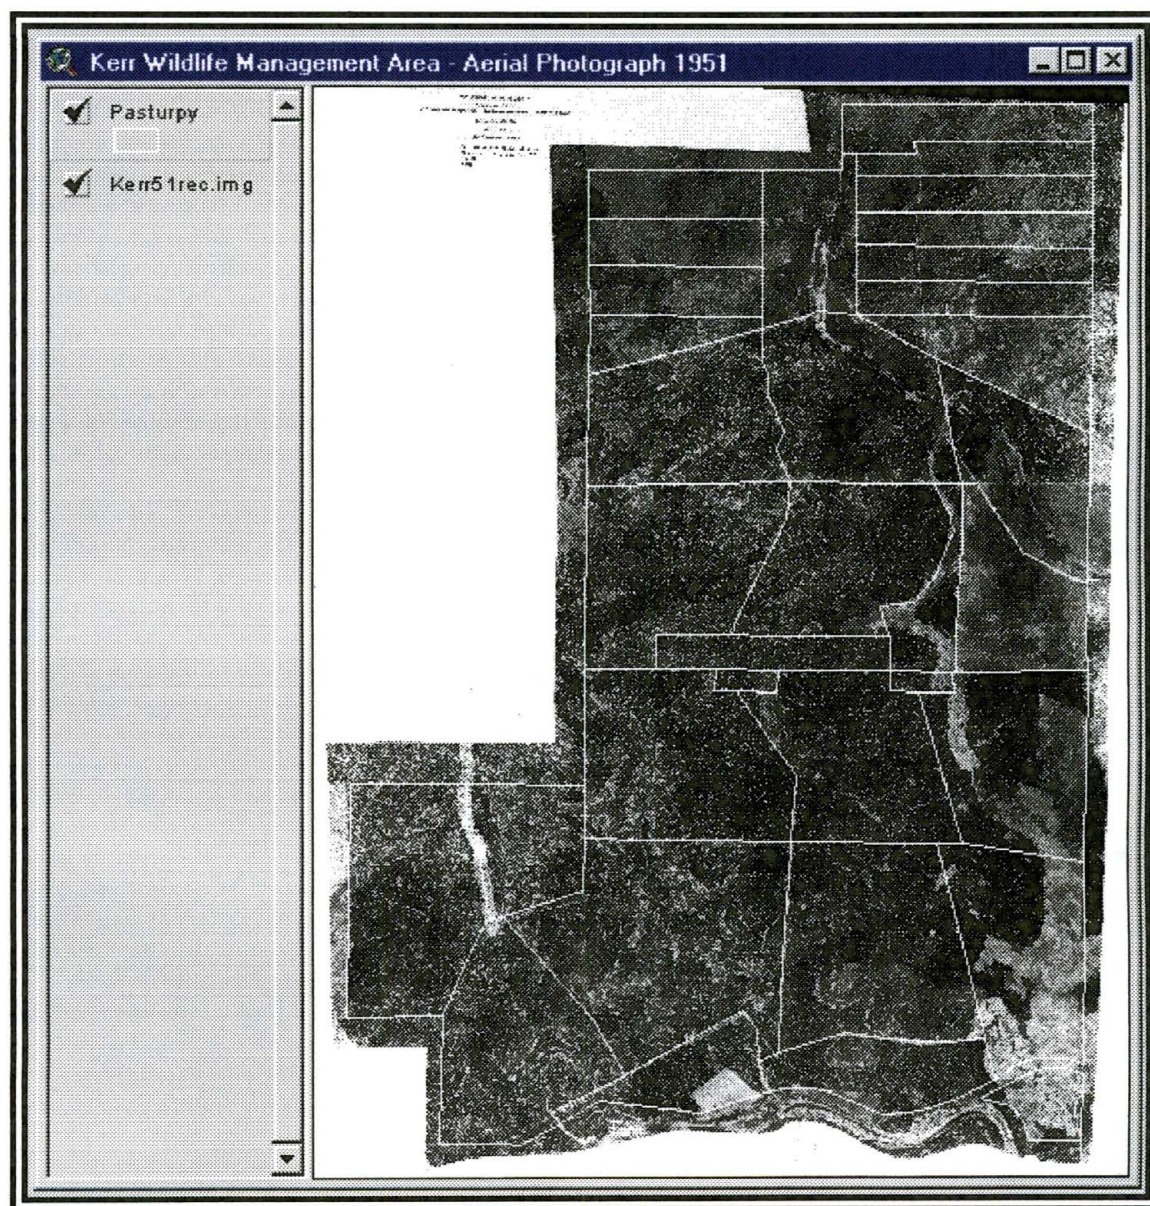 Kerr Wildlife Management Area - Aerial Photograph 1951
Pasturpy
Kerr51rec.img